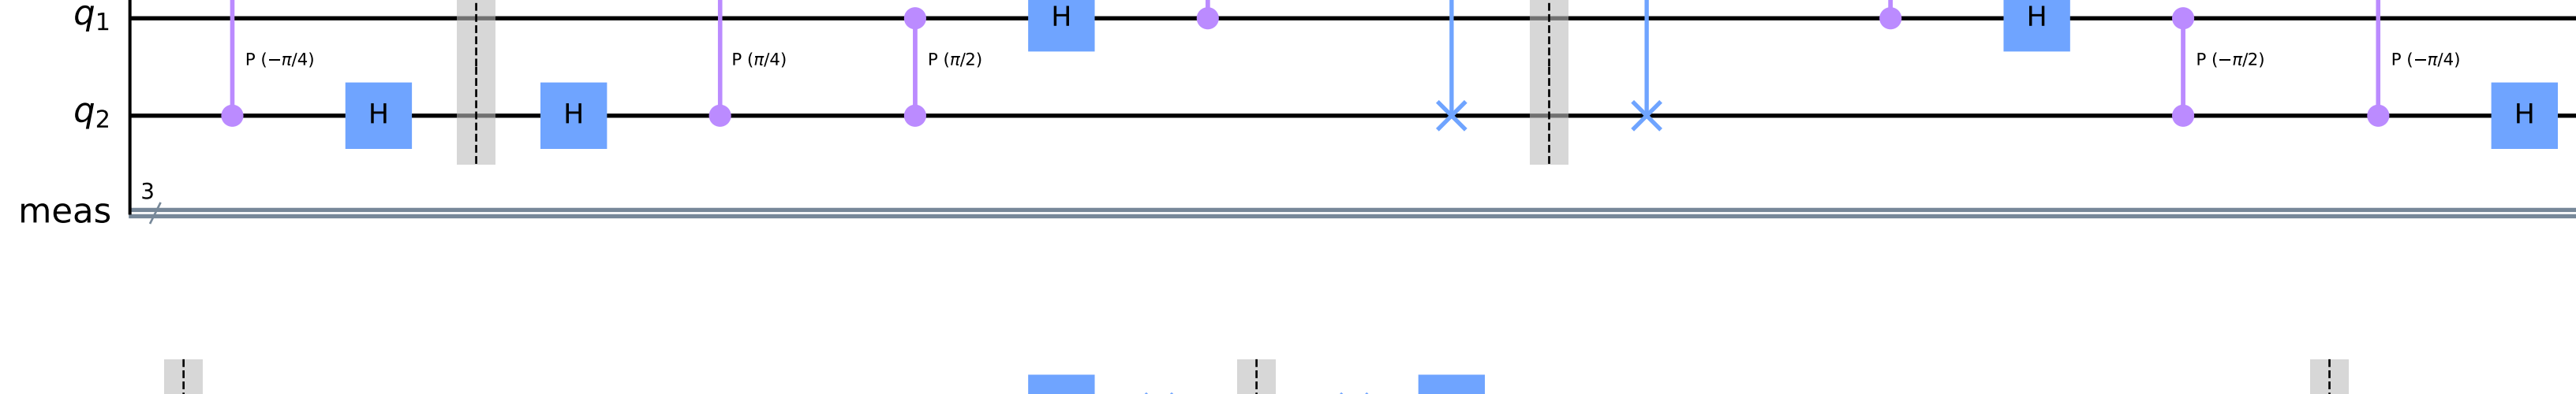 q1 H H
P (−π/4) P (π/4) P (π/2) P (−π/2) P (−π/4)
q2 H H H
3
meas